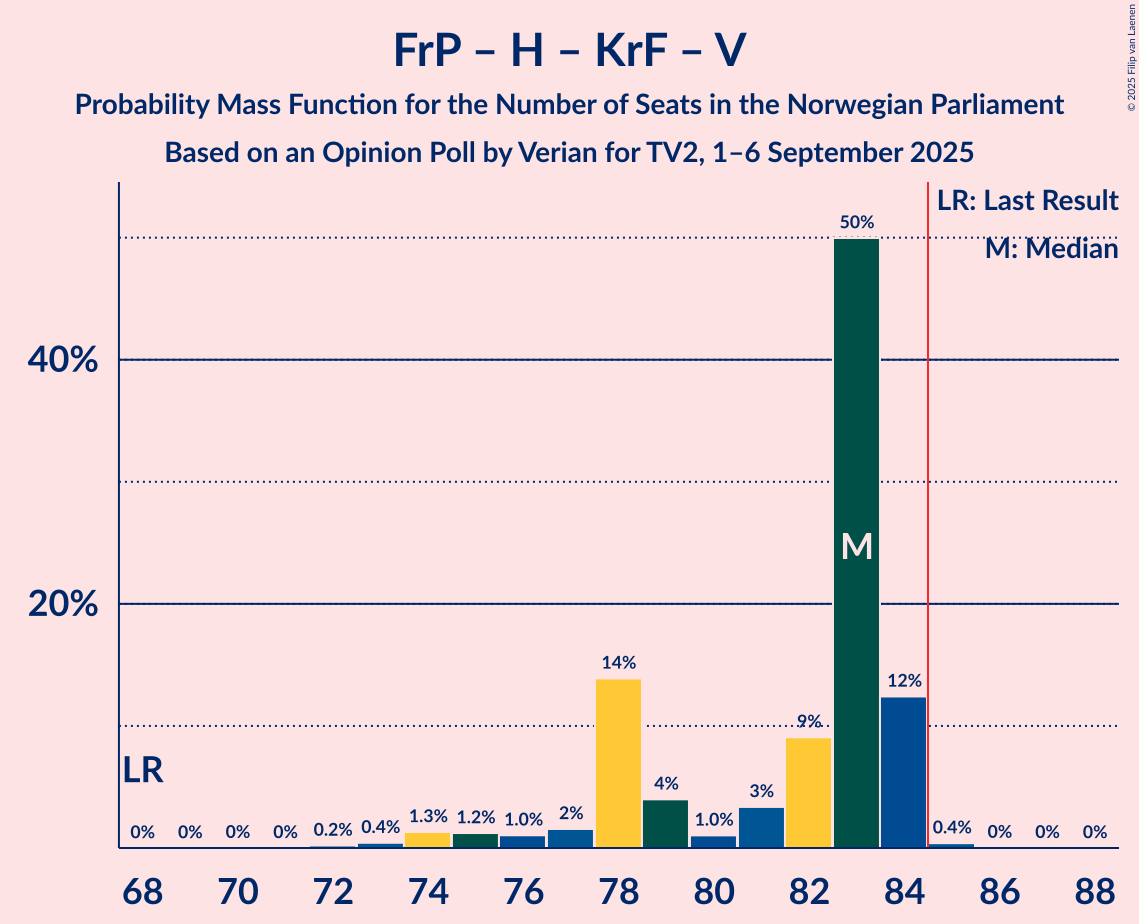 FrP – H – KrF – V
Probability Mass Function for the Number of Seats in the Norwegian Parliament
Based on an Opinion Poll by Verian for TV2, 1–6 September 2025
© 2025 Filip van Laenen
LR: Last Result
M: Median
50%
40%
M
20%
14%
12%
9%
LR
4%
3%
0% 0% 0% 0% 0.2% 0.4% 1.3% 1.2% 1.0% 2% 1.0% 0.4% 0% 0% 0%
68 70 72 74 76 78 80 82 84 86 88